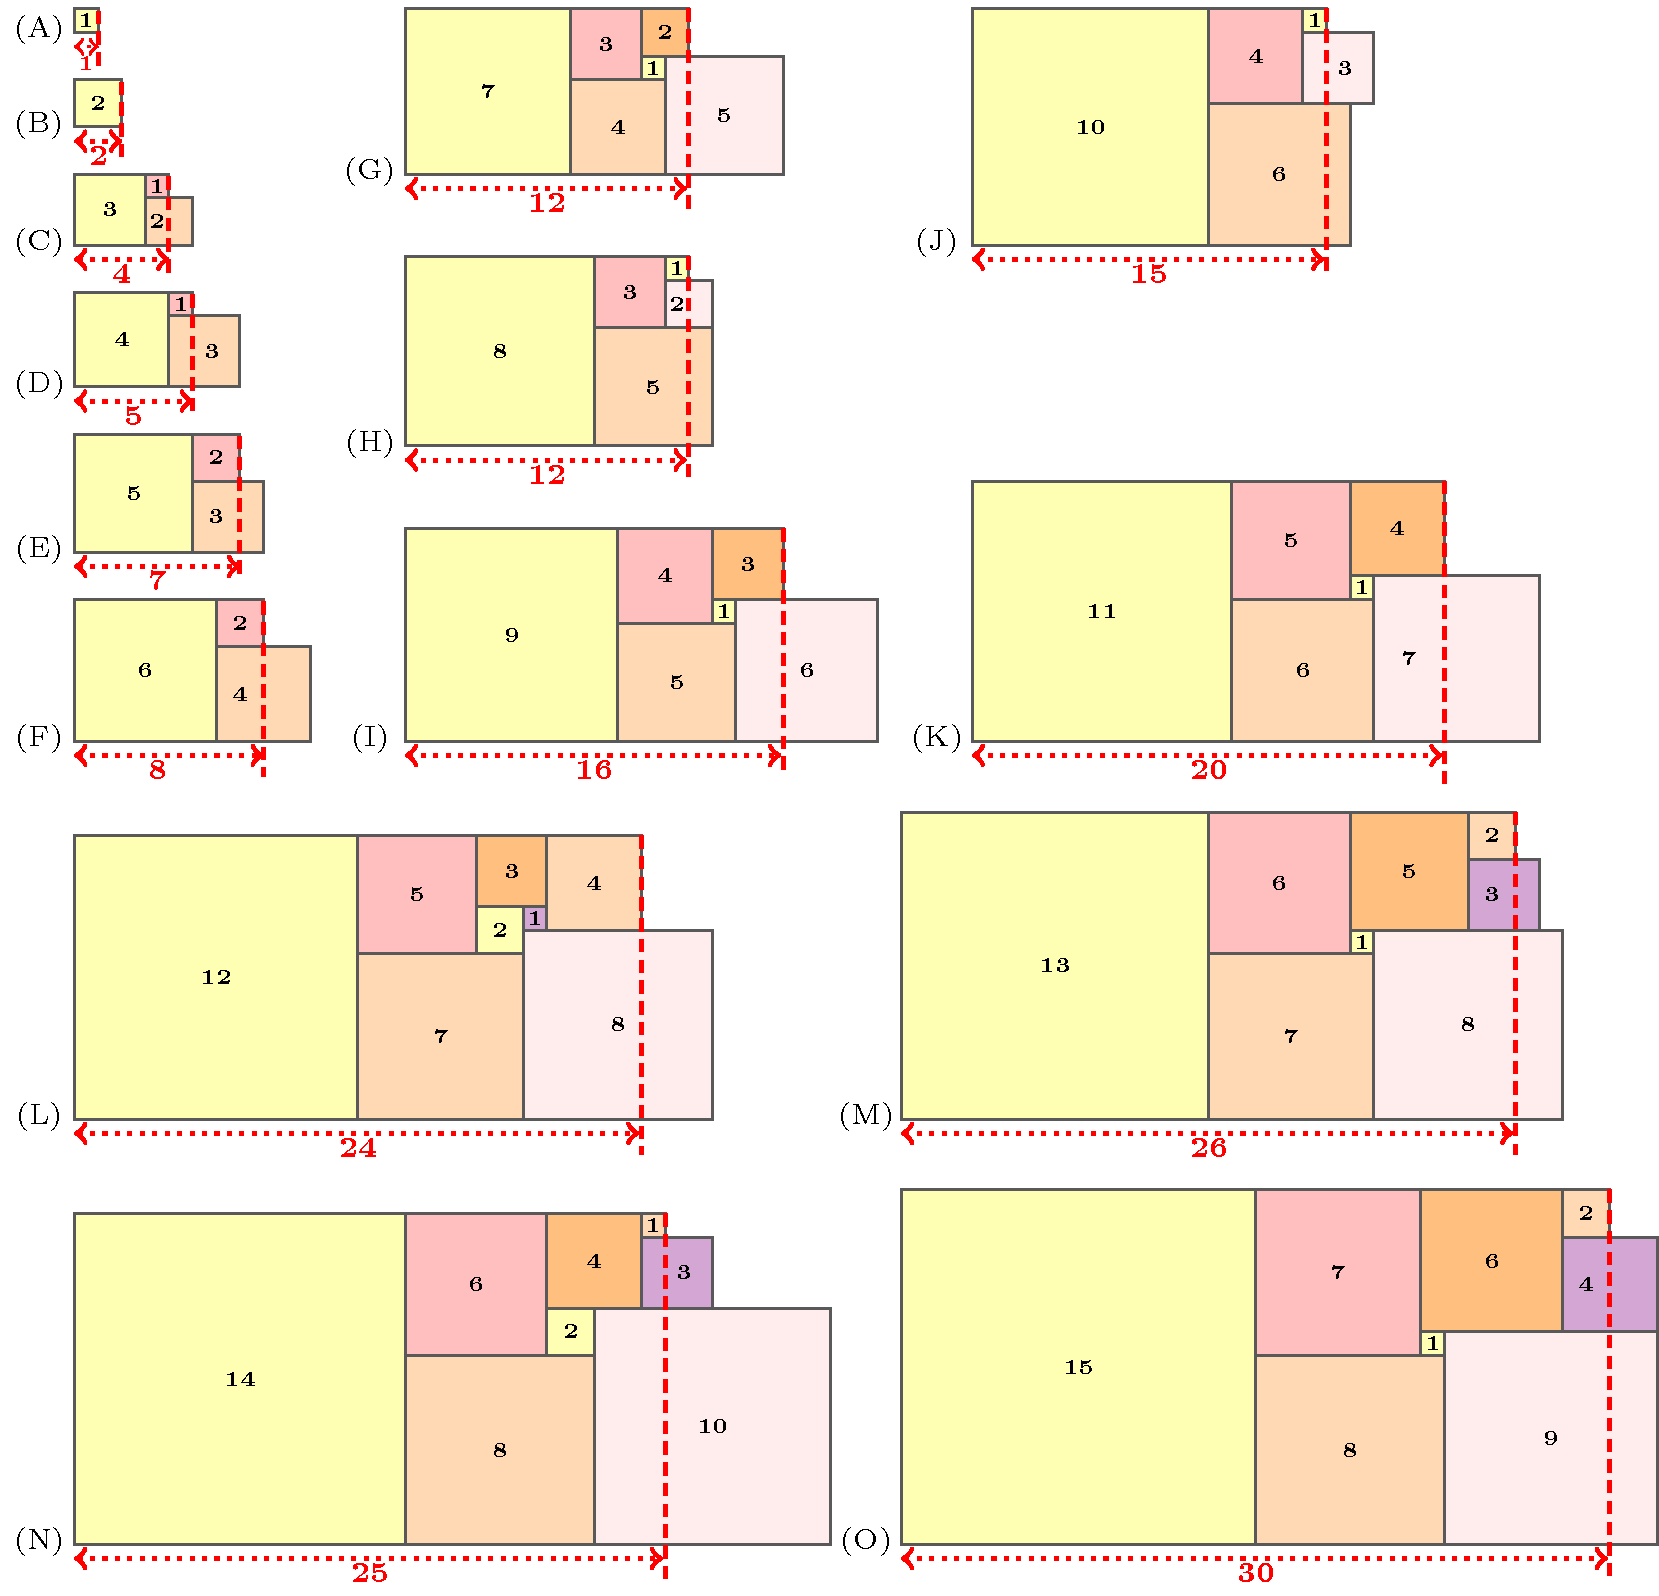 (A) 1
1
(B) 2
2
(C) 3 1 2
4
(D) 4 1 3
5
(E) 5 2 3
7
(F) 6 2 4
8
(G) 7 3 2 1 4 5
12
(H) 8 3 1 2 5
12
(I) 9 4 3 1 5 6
16
(J) 10 4 1 3 6
15
(K) 11 5 4 1 6 7
20
(L) 12 5 3 4 2 1 7 8
24
(M) 13 6 5 2 3 1 7 8
26
(N) 14 6 4 1 3 2 8 10
25
(O) 15 7 6 2 4 1 8 9
30